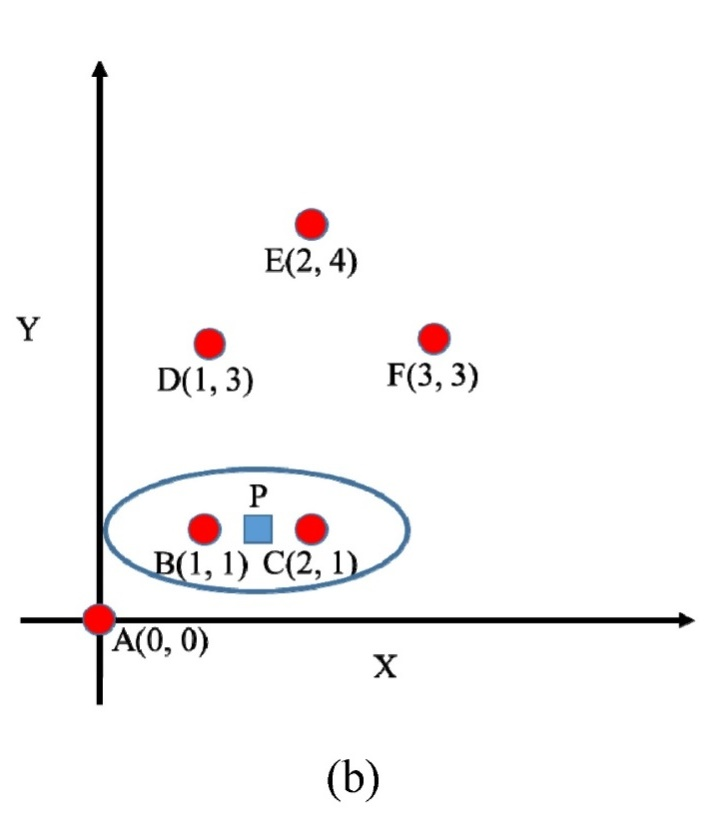 E(2, 4)
Y
D(1, 3)
F(3, 3)
P
B(1, 1) C(2, 1)
A(0, 0)
X
(b)